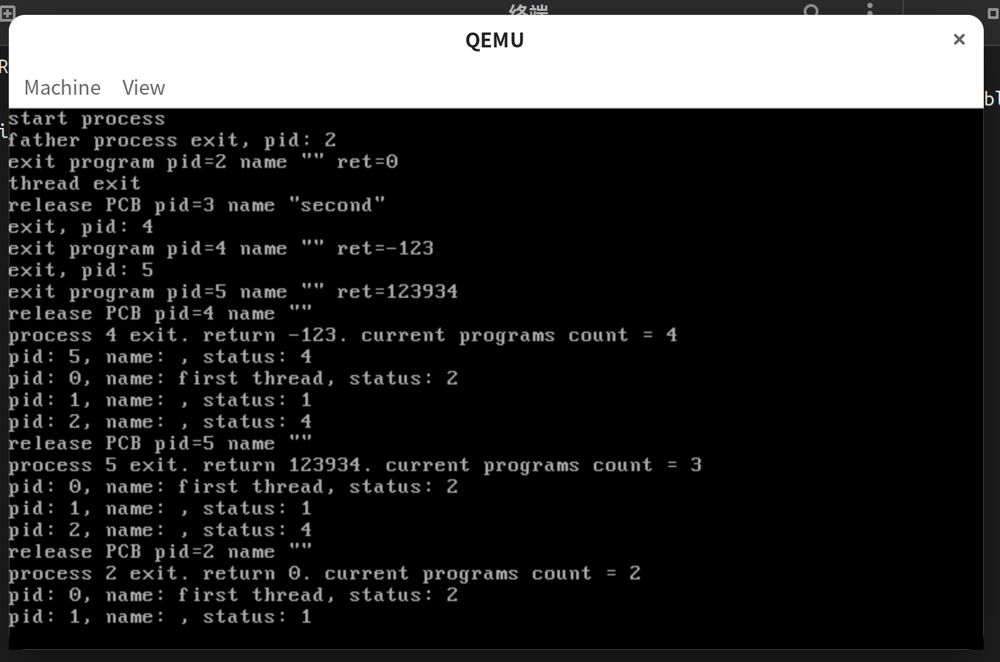 终端
QEMU
Machine View
start process
father process exit, pid: 2
exit program pid=2 name "" ret=0
thread exit
release PCB pid=3 name "second"
exit, pid: 4
exit program pid=4 name "" ret=-123
exit, pid: 5
exit program pid=5 name "" ret=123934
release PCB pid=4 name ""
process 4 exit. return -123. current programs count = 4
pid: 5, name: , status: 4
pid: 0, name: first thread, status: 2
pid: 1, name: , status: 1
pid: 2, name: , status: 4
release PCB pid=5 name ""
process 5 exit. return 123934. current programs count = 3
pid: 0, name: first thread, status: 2
pid: 1, name: , status: 1
pid: 2, name: , status: 4
release PCB pid=2 name ""
process 2 exit. return 0. current programs count = 2
pid: 0, name: first thread, status: 2
pid: 1, name: , status: 1